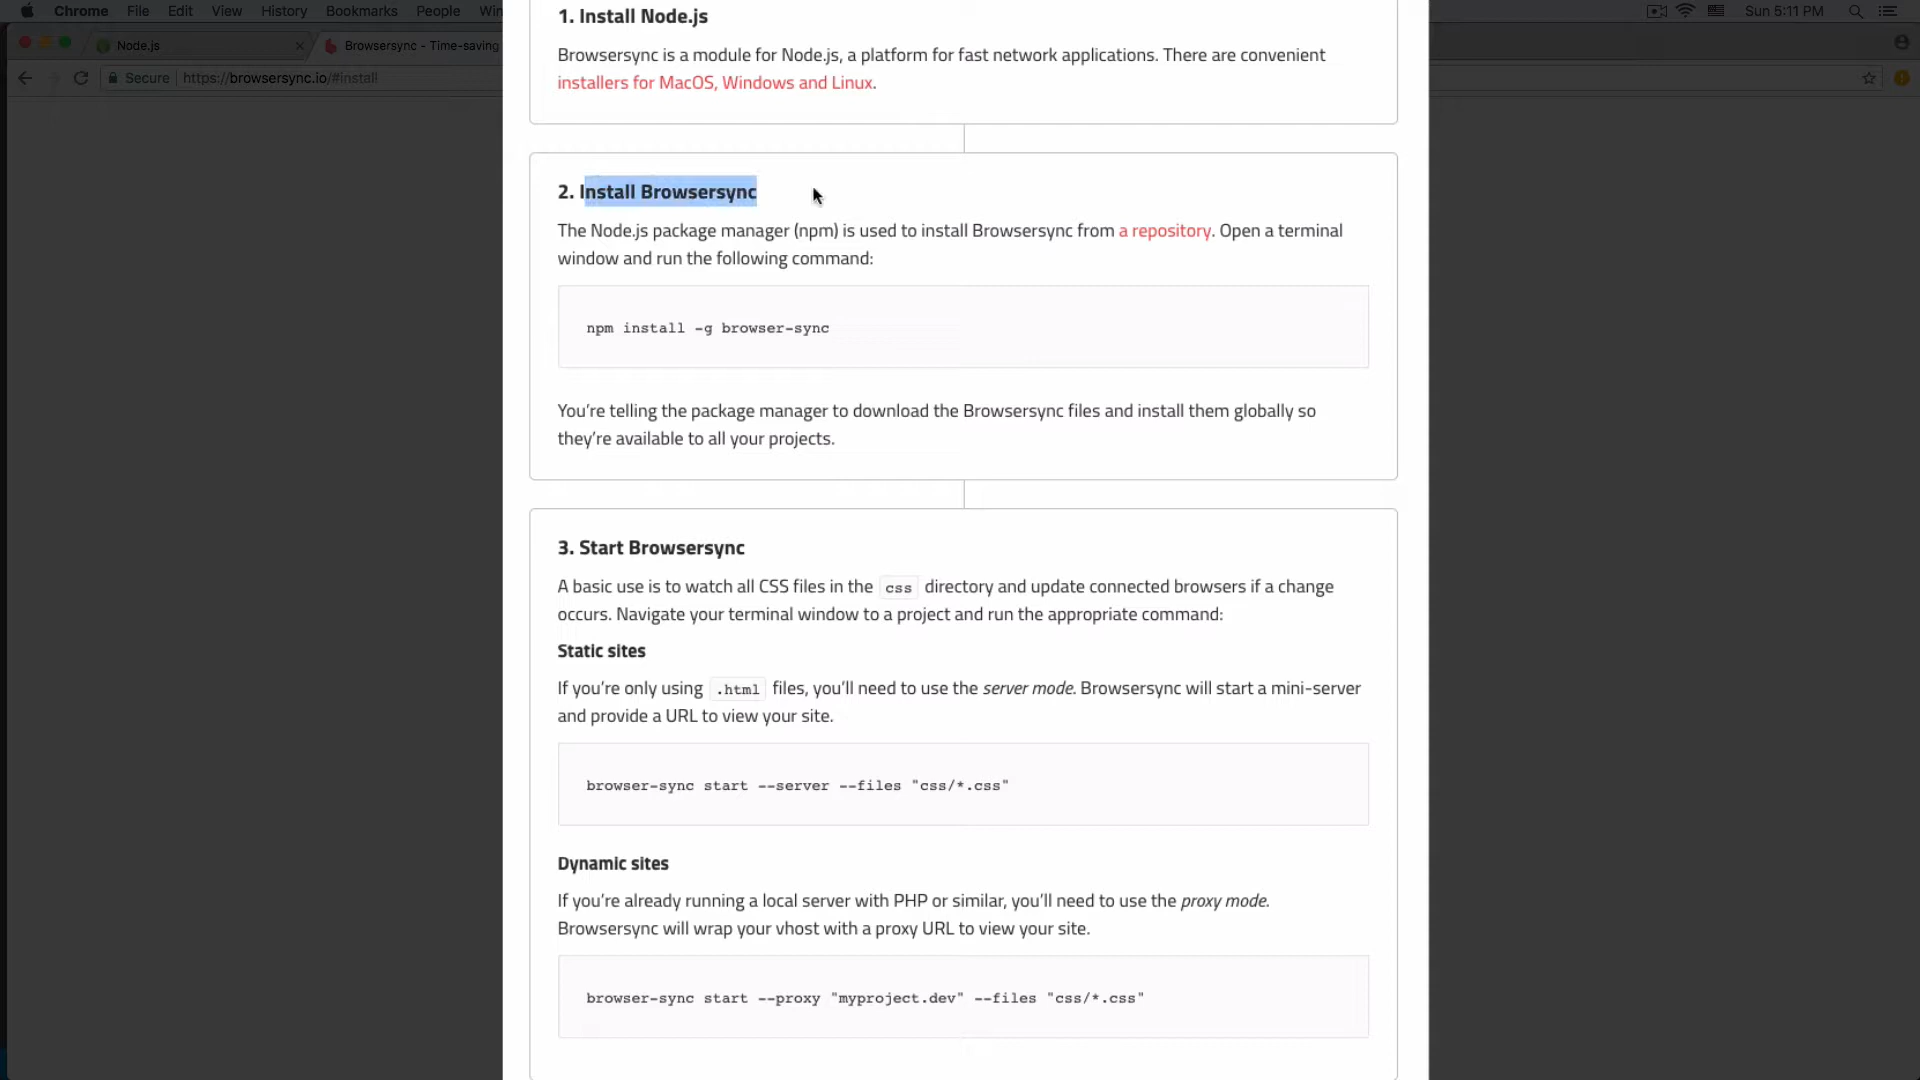 Chrome File Edit View History Bookmarks People Win
Sun 5:11 PM
Node.js
Browsersync - Time-saving
Secure https://browsersync.io/#install
1. Install Node.js
Browsersync is a module for Node.js, a platform for fast network applications. There are convenient
installers for MacOS, Windows and Linux.
2. Install Browsersync
The Node.js package manager (npm) is used to install Browsersync from a repository. Open a terminal
window and run the following command:
npm install -g browser-sync
You’re telling the package manager to download the Browsersync files and install them globally so
they’re available to all your projects.
3. Start Browsersync
A basic use is to watch all CSS files in the css directory and update connected browsers if a change
occurs. Navigate your terminal window to a project and run the appropriate command:
Static sites
If you’re only using .html files, you’ll need to use the server mode. Browsersync will start a mini-server
and provide a URL to view your site.
browser-sync start --server --files "css/*.css"
Dynamic sites
If you’re already running a local server with PHP or similar, you’ll need to use the proxy mode.
Browsersync will wrap your vhost with a proxy URL to view your site.
browser-sync start --proxy "myproject.dev" --files "css/*.css"